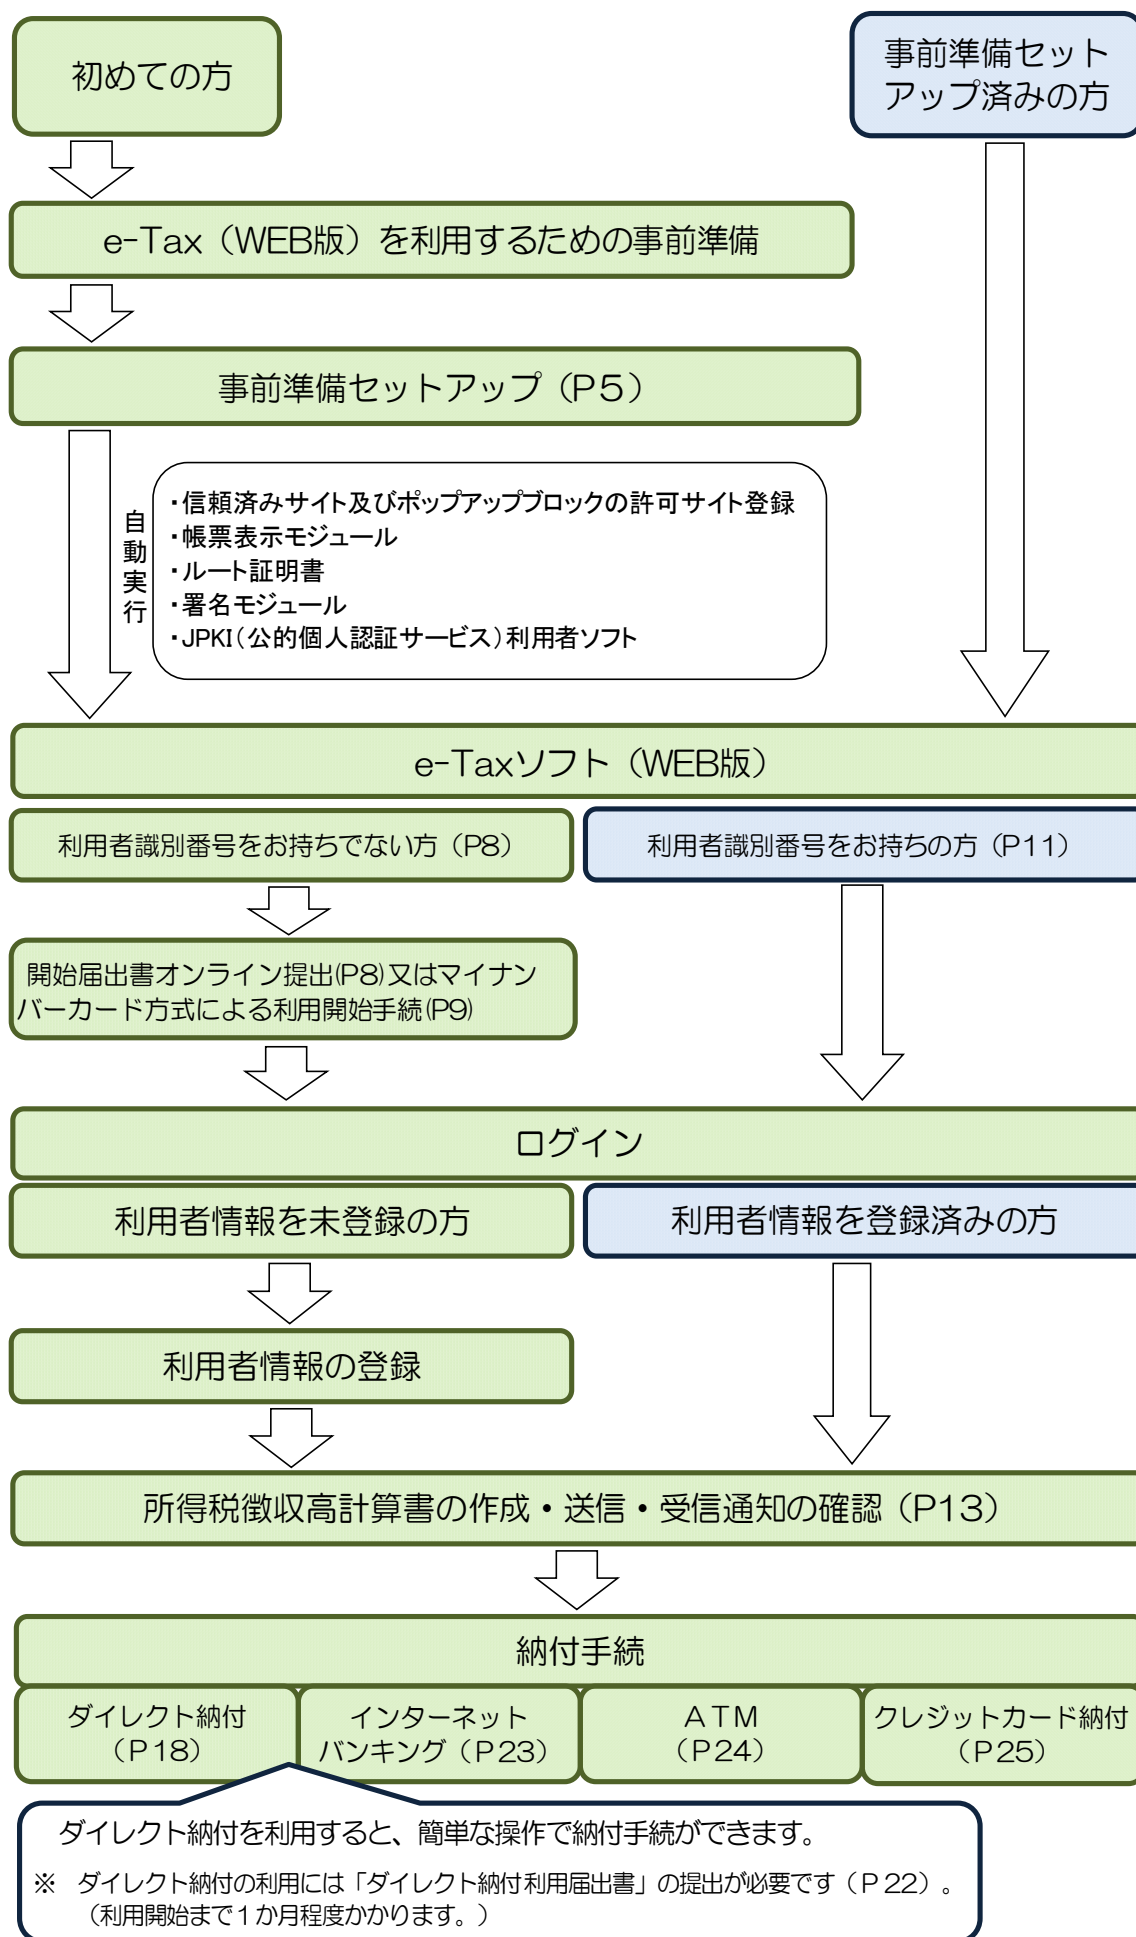 初めての方
事前準備セット
アップ済みの方
e-Tax（WEB版）を利用するための事前準備
事前準備セットアップ（P5）
自動実行
・信頼済みサイト及びポップアップブロックの許可サイト登録
・帳票表示モジュール
・ルート証明書
・署名モジュール
・JPKI（公的個人認証サービス）利用者ソフト
e-Taxソフト（WEB版）
利用者識別番号をお持ちでない方（P8）
利用者識別番号をお持ちの方（P11）
開始届出書オンライン提出(P8)又はマイナン
バーカード方式による利用開始手続(P9)
ログイン
利用者情報を未登録の方
利用者情報を登録済みの方
利用者情報の登録
所得税徴収高計算書の作成・送信・受信通知の確認（P13）
納付手続
ダイレクト納付
（P18）
インターネット
バンキング（P23）
ＡＴＭ
（P24）
クレジットカード納付
（P25）
ダイレクト納付を利用すると、簡単な操作で納付手続ができます。
※　ダイレクト納付の利用には「ダイレクト納付利用届出書」の提出が必要です（P22）。
（利用開始まで１か月程度かかります。）